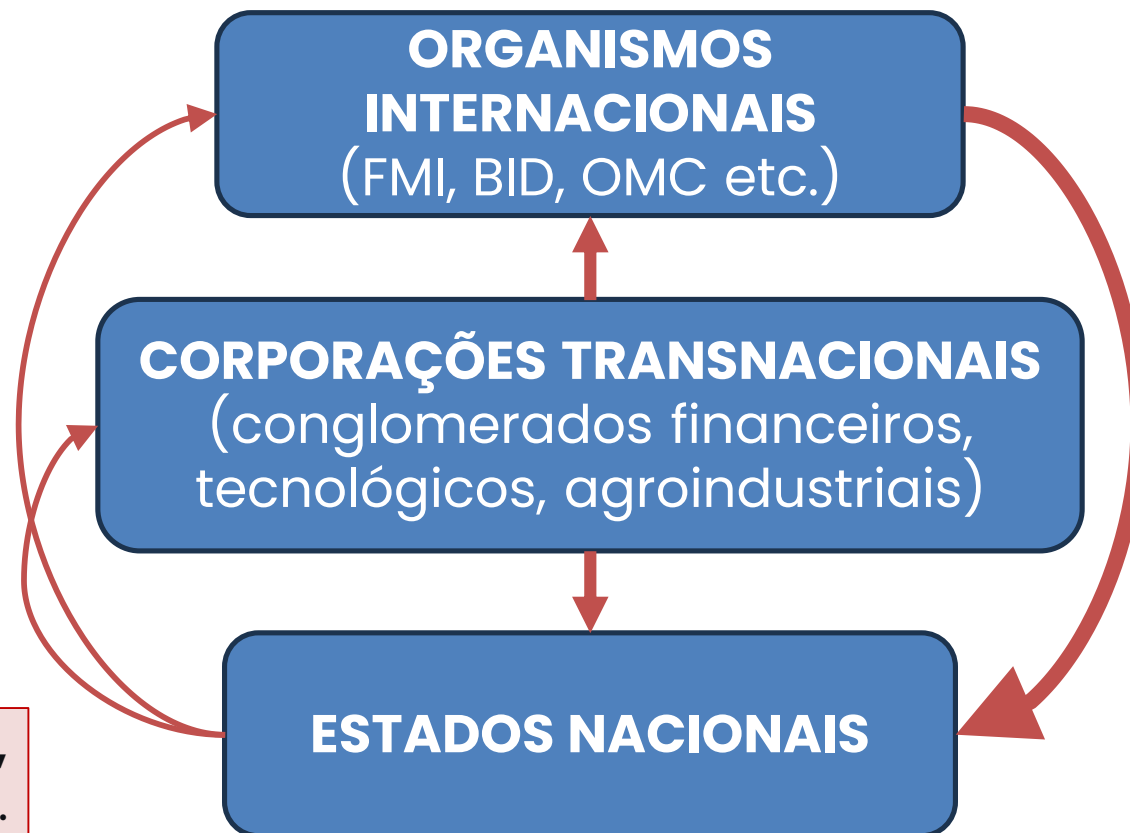 ORGANISMOS
INTERNACIONAIS
(FMI, BID, OMC etc.)
CORPORAÇÕES TRANSNACIONAIS
(conglomerados financeiros,
tecnológicos, agroindustriais)
ESTADOS NACIONAIS